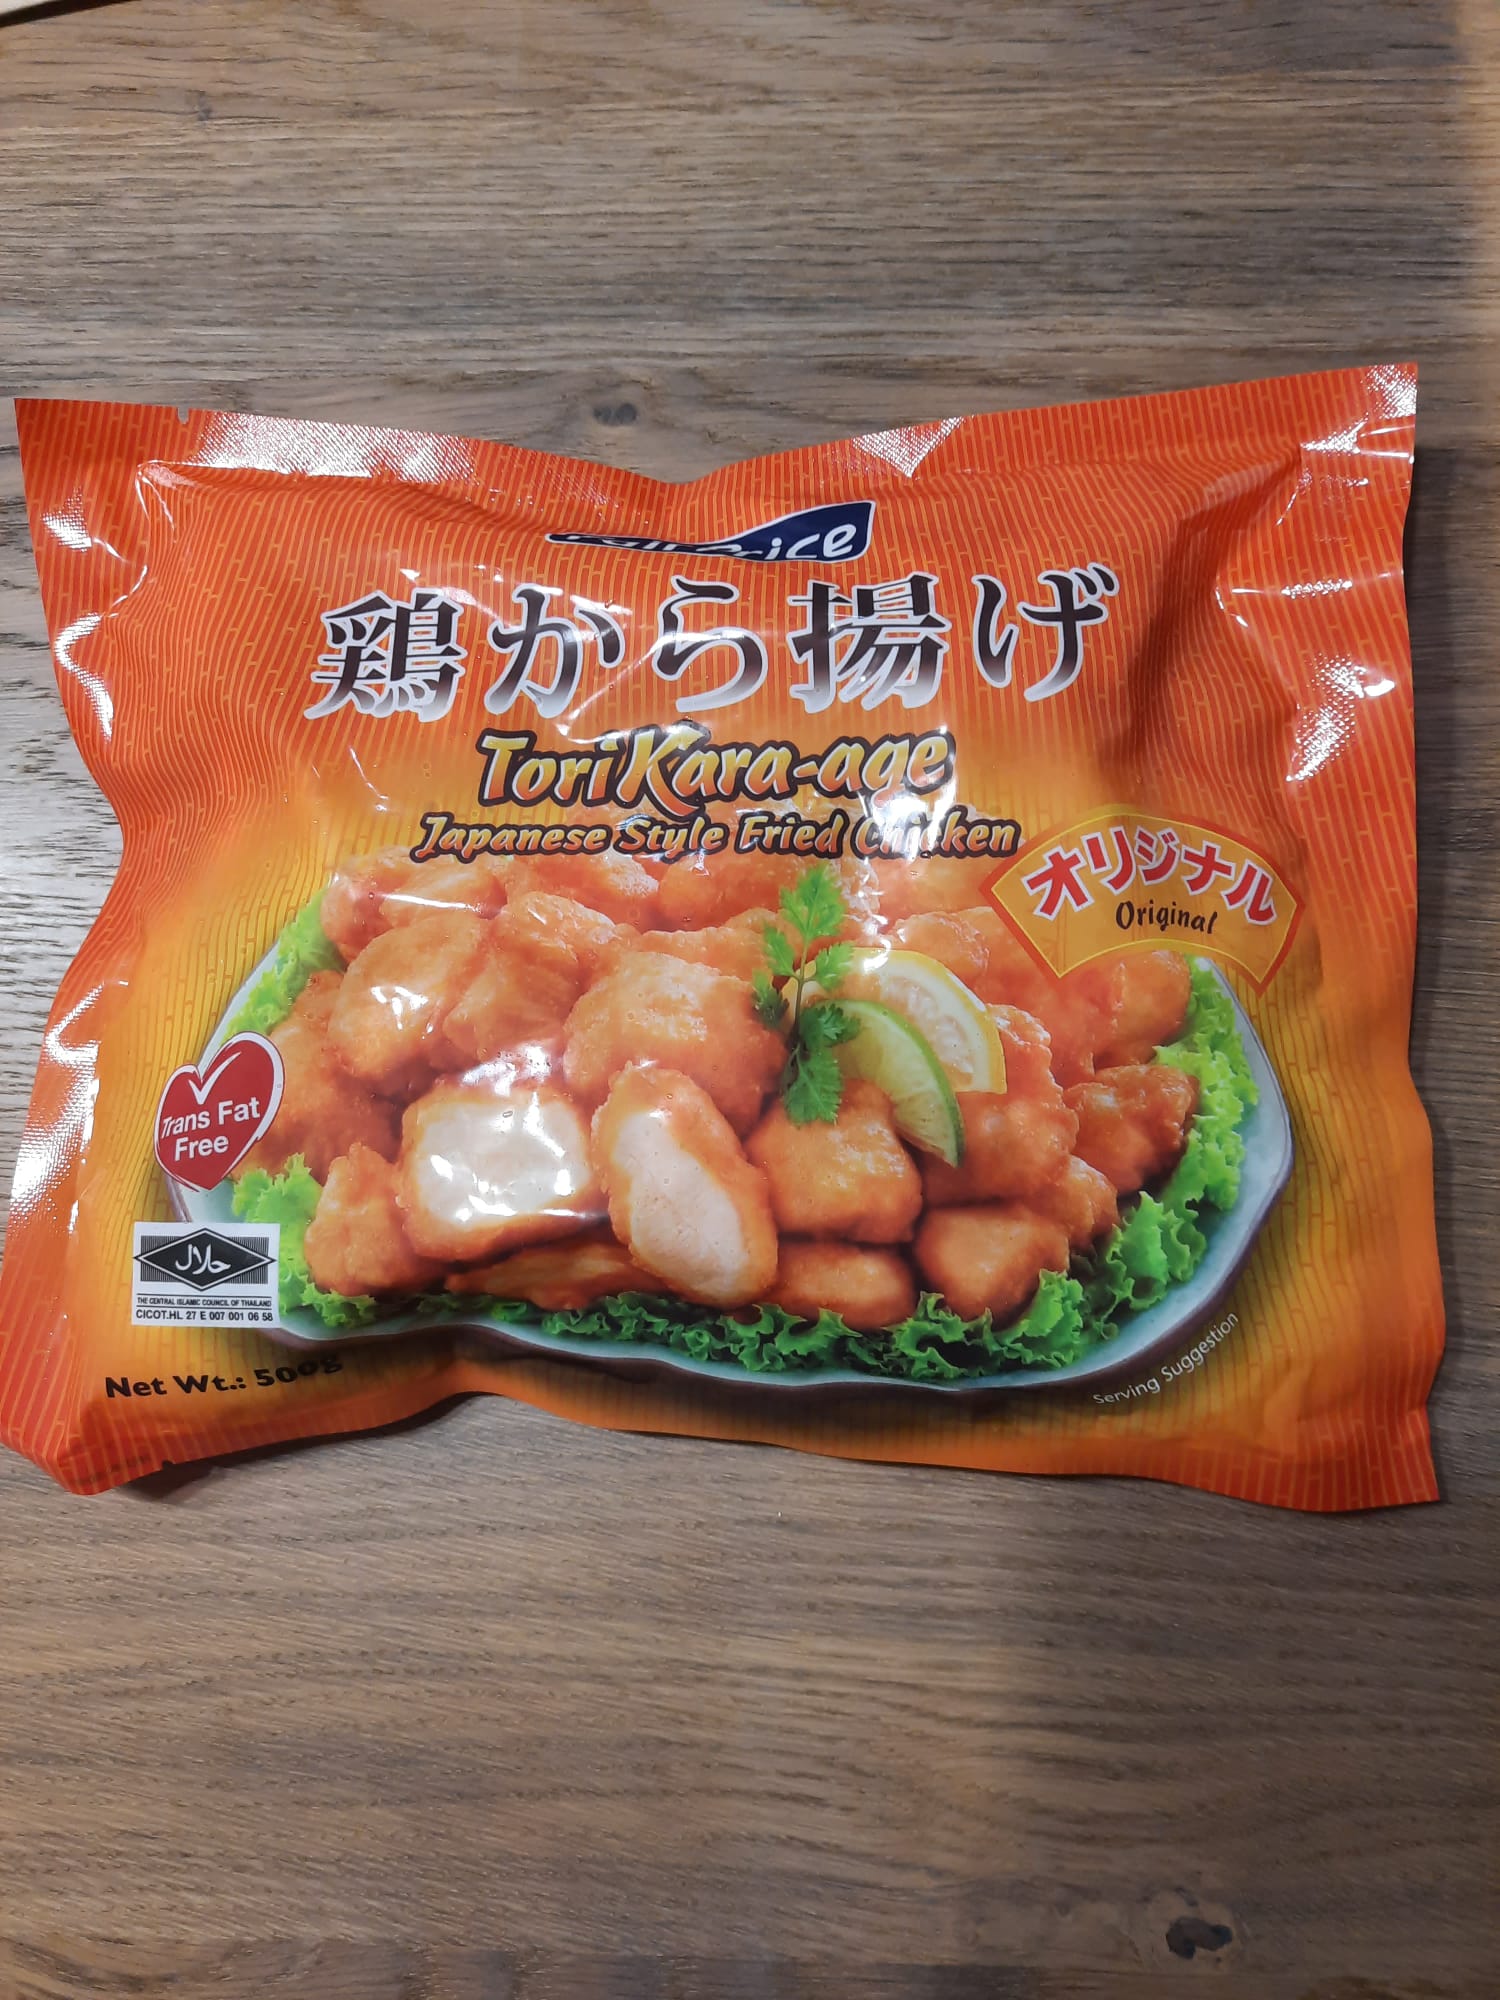 FairPrice
鶏から揚げ
Tori Kara-age
Japanese Style Fried Chicken
オリジナル
Original
Trans Fat
Free
حلال
THE CENTRAL ISLAMIC COUNCIL OF THAILAND
CICOT.HL 27 E 007 001 06 58
Net Wt.: 500g
Serving Suggestion